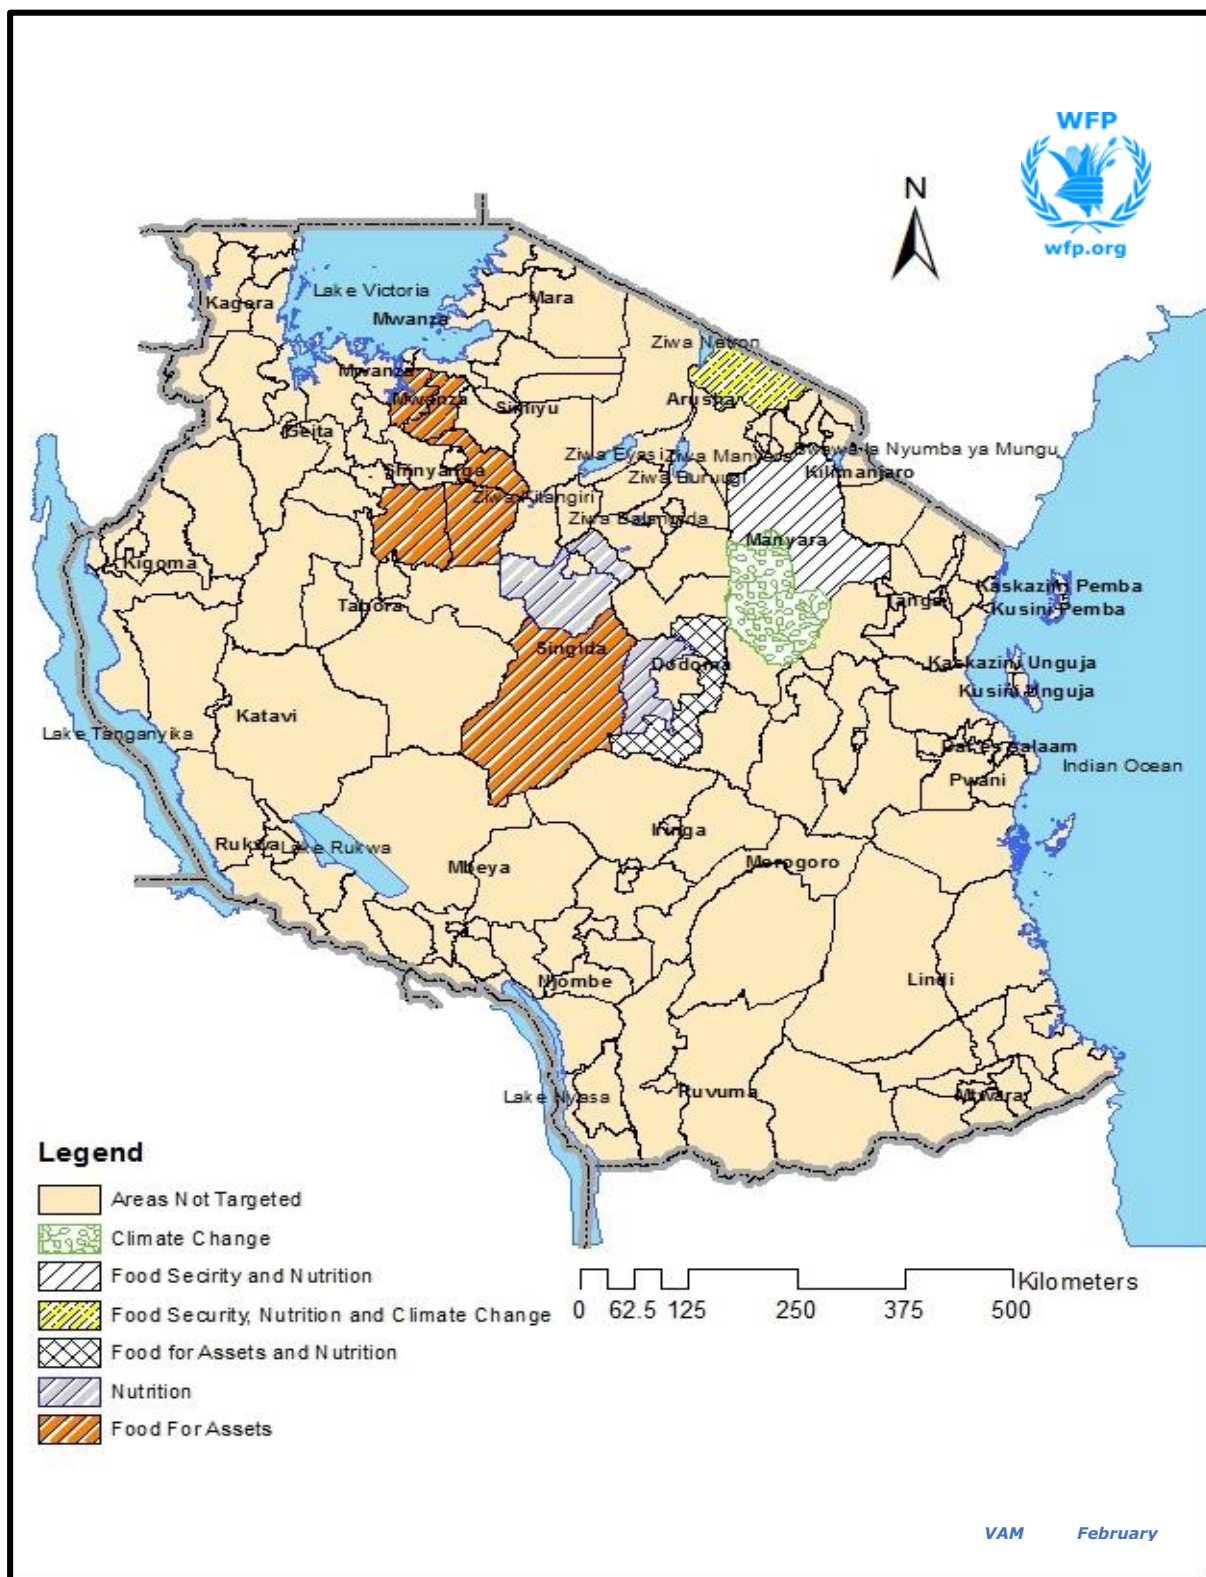 WFP
wfp.org
N
Lake Victoria
Kagera
Mara
Mwanza
Ziwa Natron
Mwanza
Mwanza
Simiyu
Arusha
Geita
Ziwa Eyasi
Ziwa Manyara
Bwawa la Nyumba ya Mungu
Shinyanga
Ziwa Burungi
Kilimanjaro
Ziwa Kitangiri
Ziwa Balangida
Manyara
Kigoma
Tabora
Tanga
Kaskazini Pemba
Kusini Pemba
Singida
Dodoma
Kaskazini Unguja
Kusini Unguja
Katavi
Lake Tanganyika
Dar es salaam
Indian Ocean
Pwani
Iringa
Rukwa
Lake Rukwa
Mbeya
Morogoro
Njombe
Lindi
Lake Nyasa
Ruvuma
Mtwara
Legend
Areas Not Targeted
Climate Change
Food Secirity and Nutrition
Food Security, Nutrition and Climate Change
Food for Assets and Nutrition
Nutrition
Food For Assets
Kilometers
0 62.5 125 250 375 500
VAM February